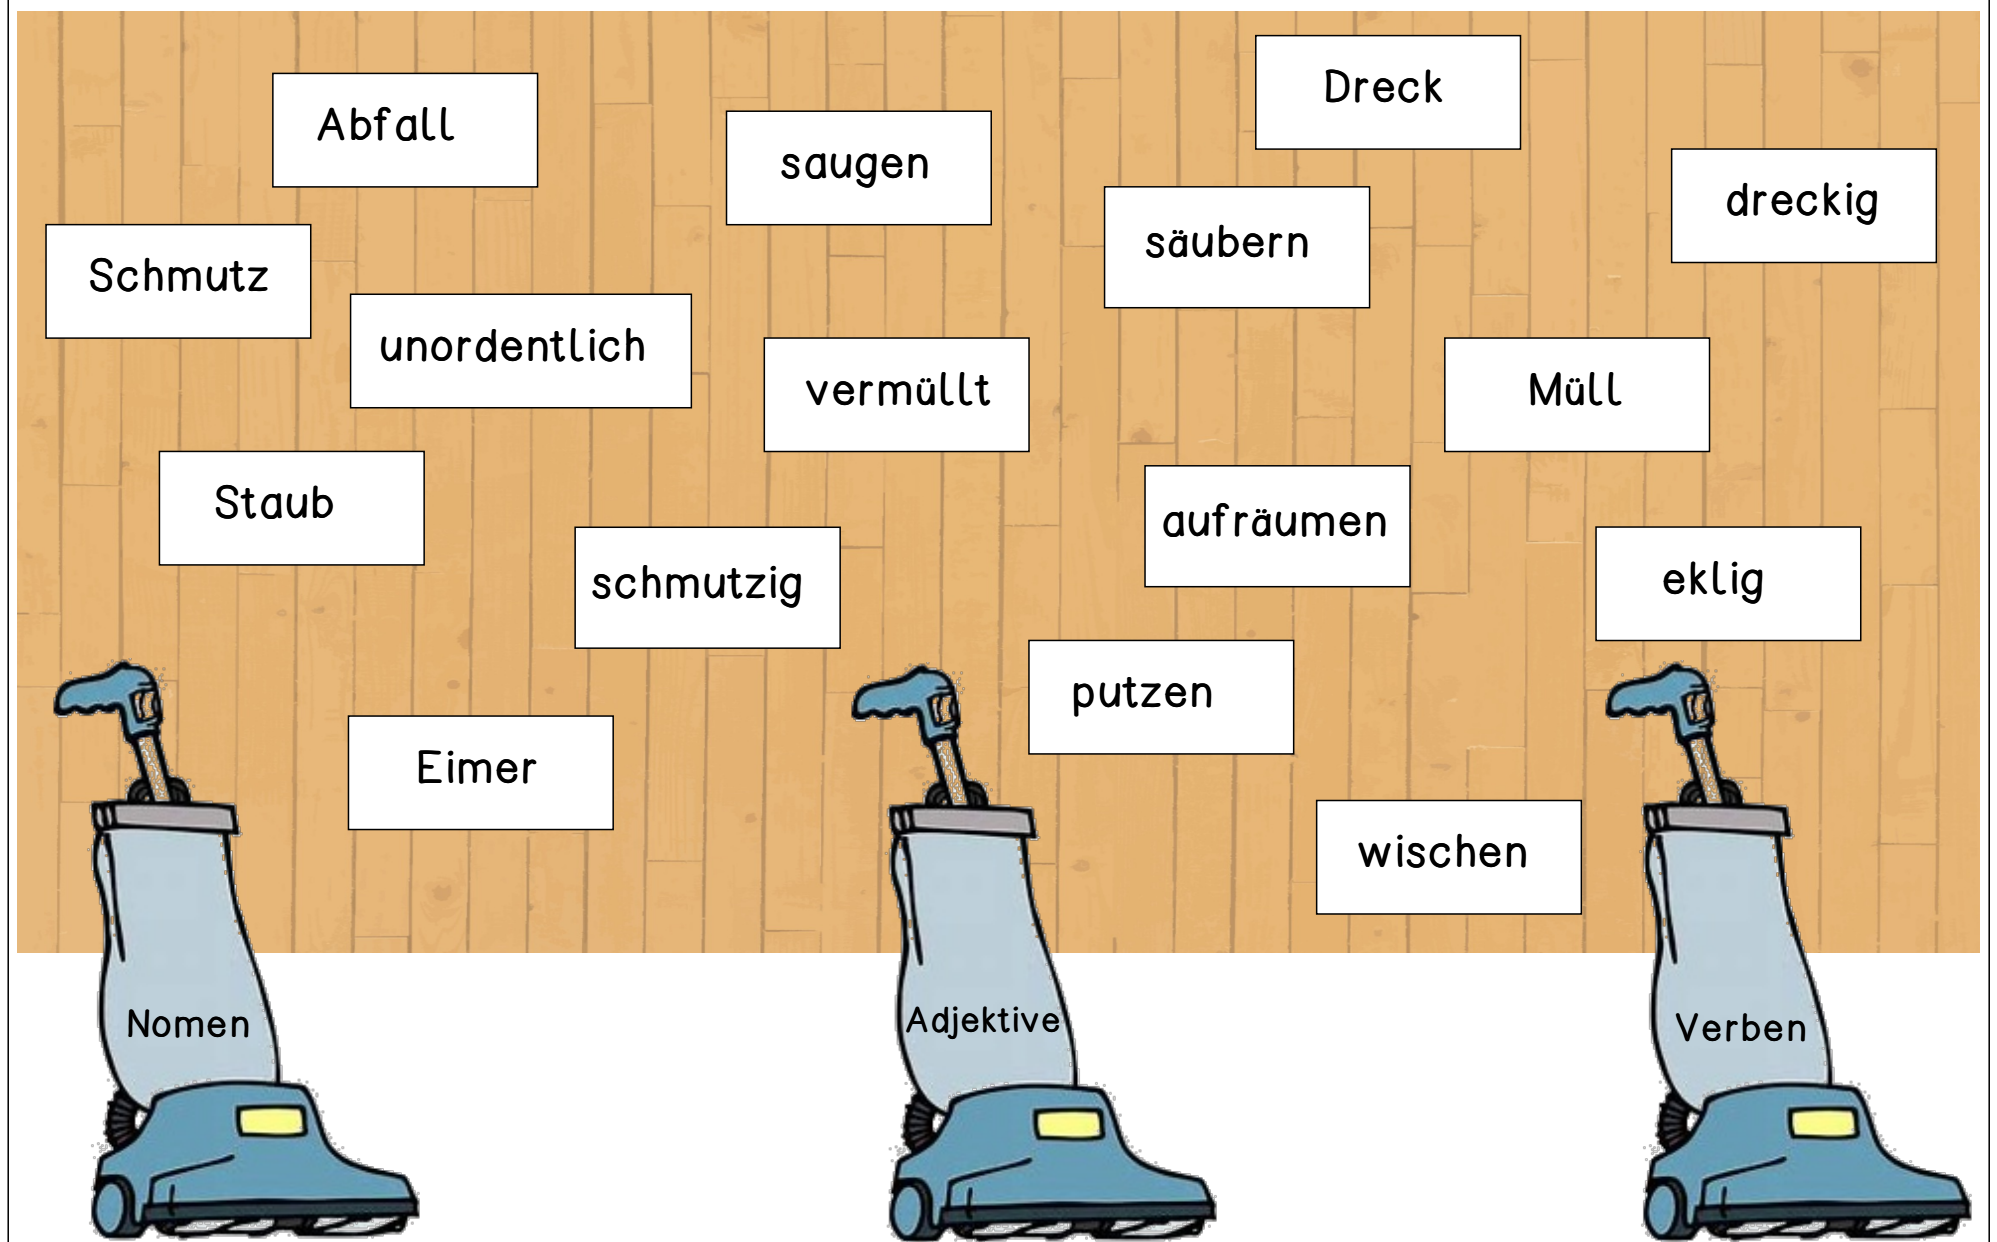 Dreck
Abfall
saugen
dreckig
säubern
Schmutz
unordentlich
vermüllt
Müll
Staub
aufräumen
schmutzig
eklig
putzen
Eimer
wischen
Nomen
Adjektive
Verben